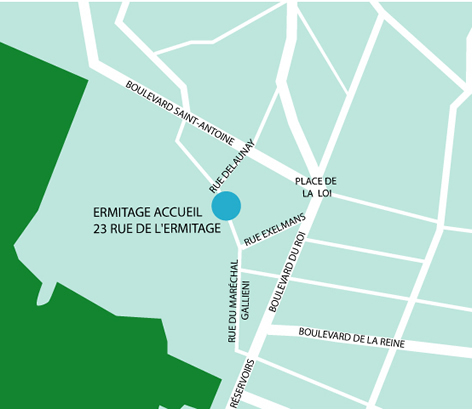 BOULEVARD SAINT-ANTOINE
RUE DELAUNAY
PLACE DE
LA LOI
ERMITAGE ACCUEIL
23 RUE DE L'ERMITAGE
RUE EXELMANS
BOULEVARD DU ROI
RUE DU MARÉCHAL
GALLIENI
BOULEVARD DE LA REINE
RÉSERVOIRS